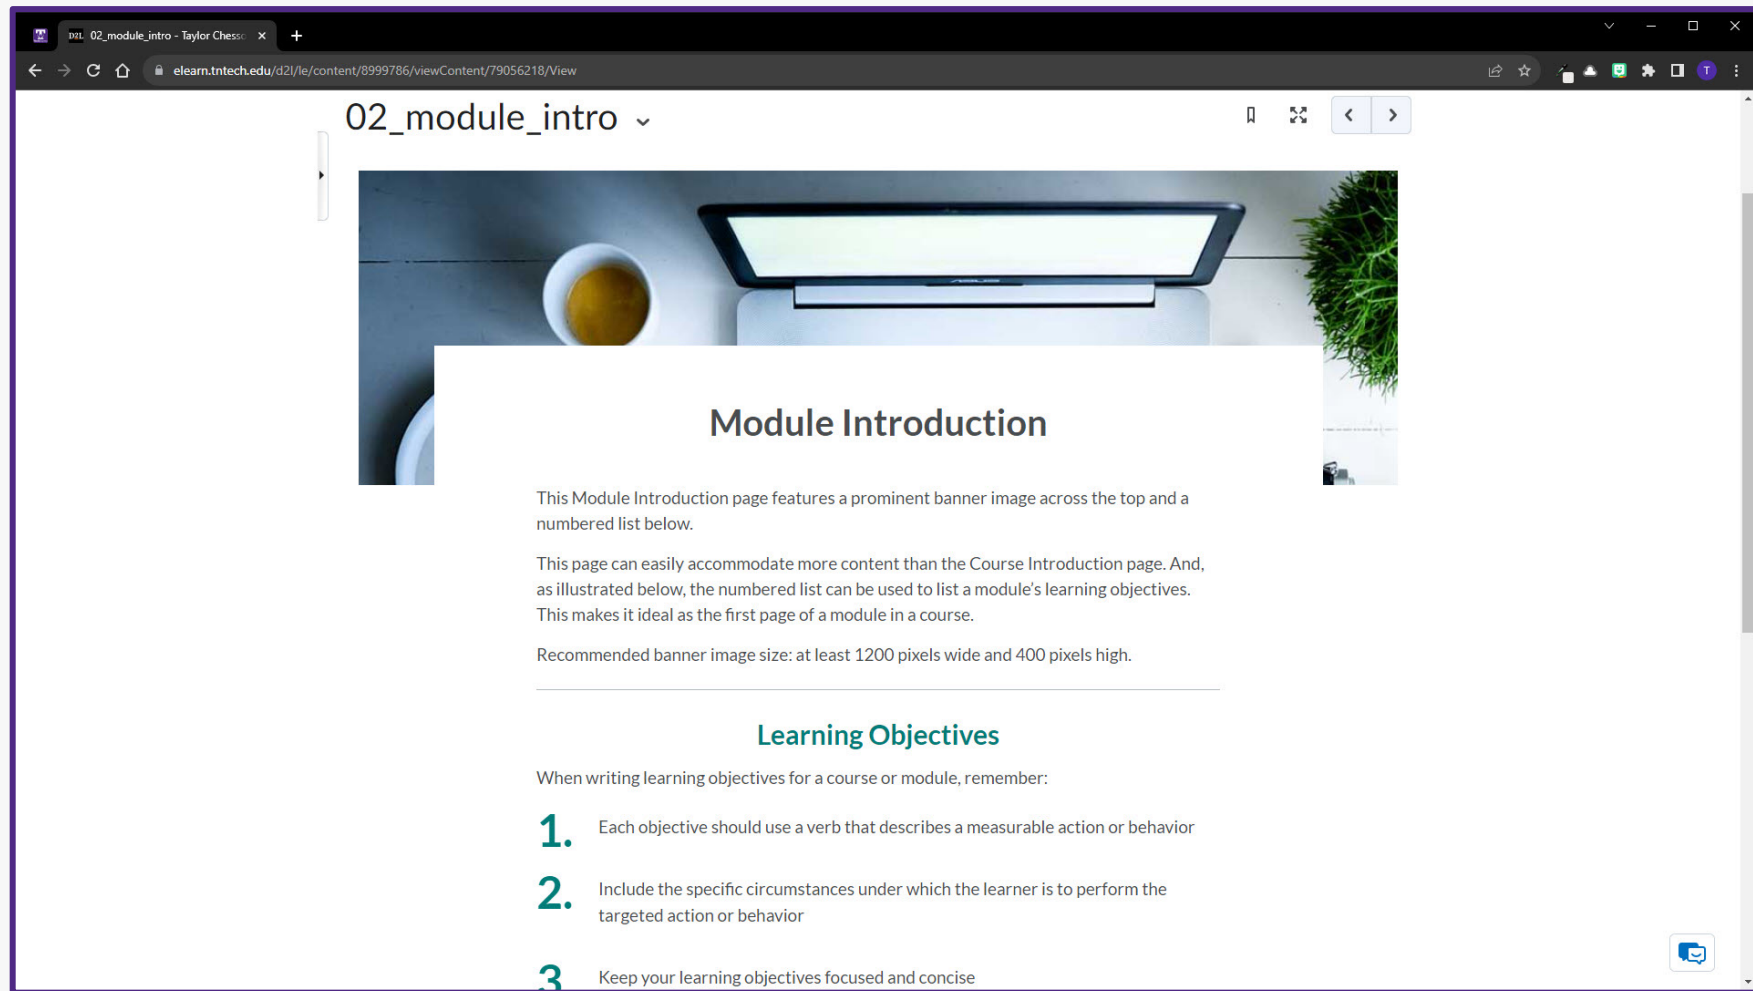 D2L 02_module_intro - Taylor Chesso
elearn.tntech.edu/d2l/le/content/8999786/viewContent/79056218/View
T
02_module_intro
ASUS
Module Introduction
This Module Introduction page features a prominent banner image across the top and a
numbered list below.
This page can easily accommodate more content than the Course Introduction page. And,
as illustrated below, the numbered list can be used to list a module’s learning objectives.
This makes it ideal as the first page of a module in a course.
Recommended banner image size: at least 1200 pixels wide and 400 pixels high.
Learning Objectives
When writing learning objectives for a course or module, remember:
1. Each objective should use a verb that describes a measurable action or behavior
2. Include the specific circumstances under which the learner is to perform the
targeted action or behavior
3 Keep your learning objectives focused and concise